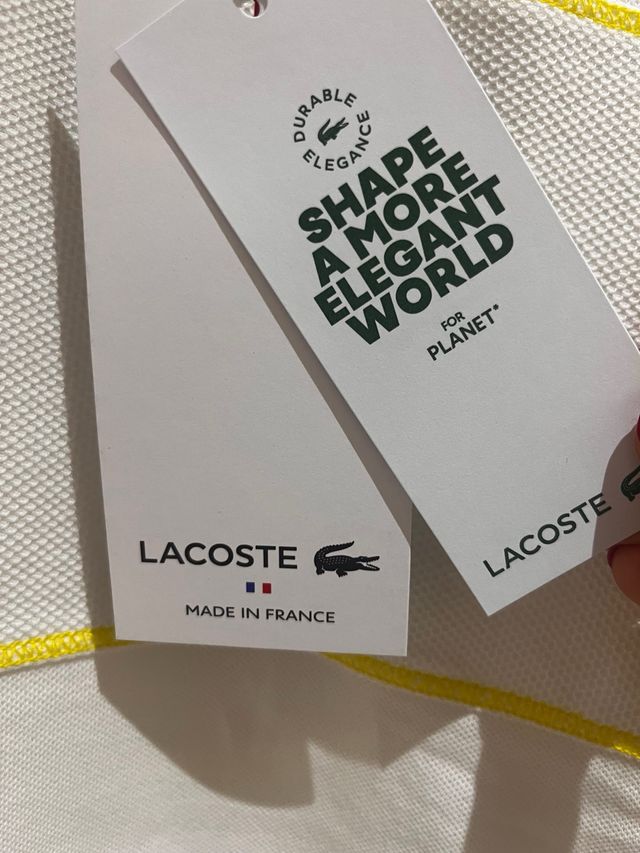 DURABLE
ELEGANCE
SHAPE
A MORE
ELEGANT
WORLD
FOR
PLANET*
LACOSTE
LACOSTE
MADE IN FRANCE